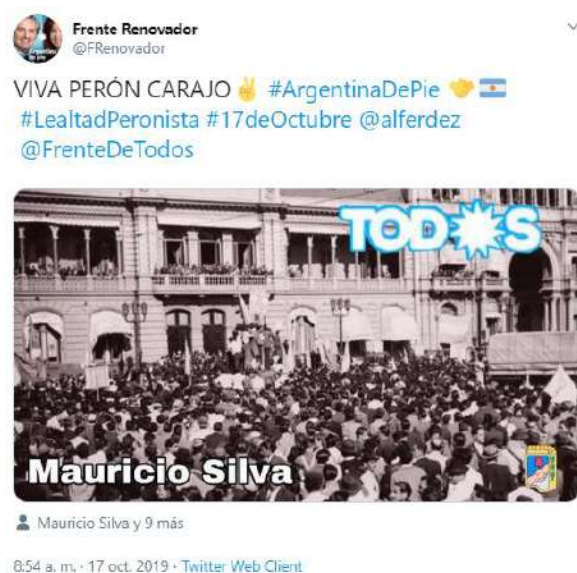 Frente Renovador
@FRenovador
VIVA PERÓN CARAJO✌ #ArgentinaDePie
#LealtadPeronista #17deOctubre @alferdez
@FrenteDeTodos
TODOS
Mauricio Silva
Mauricio Silva y 9 más
8:54 a. m. · 17 oct. 2019 · Twitter Web Client